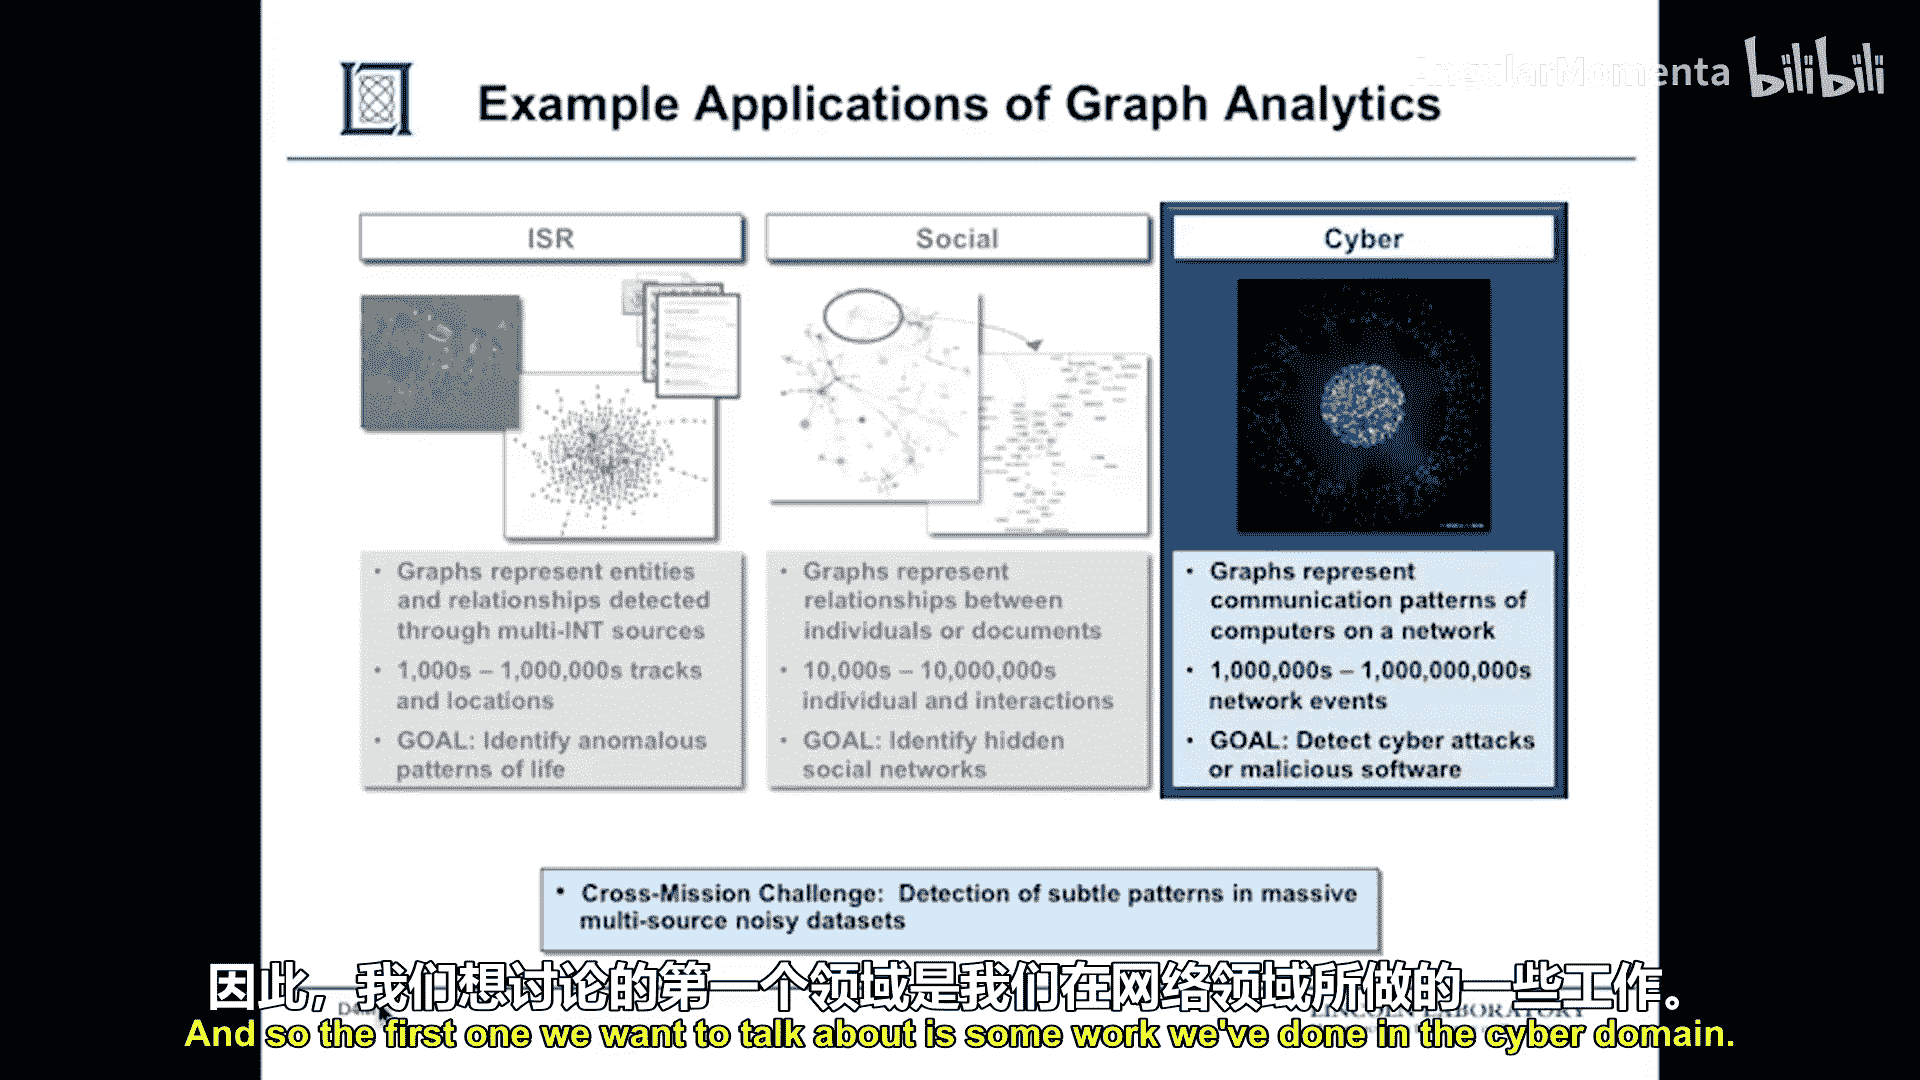 Example Applications of Graph Analytics
ngularMomenta bilibili
ISR
Social
Cyber
• Graphs represent entities
and relationships detected
through multi-INT sources
• 1,000s – 1,000,000s tracks
and locations
• GOAL: Identify anomalous
patterns of life
• Graphs represent
relationships between
individuals or documents
• 10,000s – 10,000,000s
individual and interactions
• GOAL: Identify hidden
social networks
• Graphs represent
communication patterns of
computers on a network
• 1,000,000s – 1,000,000,000s
network events
• GOAL: Detect cyber attacks
or malicious software
• Cross-Mission Challenge: Detection of subtle patterns in massive
multi-source noisy datasets
因此，我们想讨论的第一个领域是我们在网络领域所做的一些工作。
LINCOLN LABORATORY
And so the first one we want to talk about is some work we've done in the cyber domain.